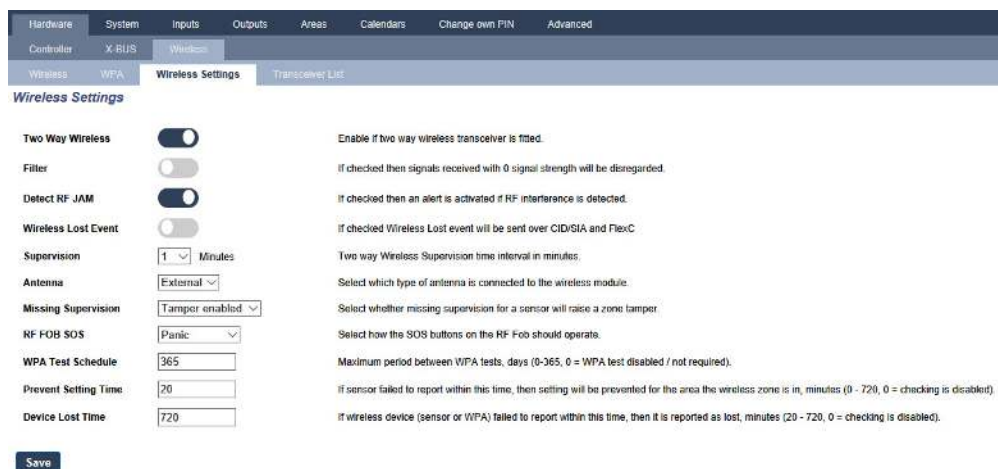 Hardware System Inputs Outputs Areas Calendars Change own PIN Advanced
Controller X-BUS Wireless
Wireless WPA Wireless Settings Transceiver List
Wireless Settings
Two Way Wireless Enable if two way wireless transceiver is fitted.
Filter If checked then signals received with 0 signal strength will be disregarded.
Detect RF JAM If checked then an alert is activated if RF interference is detected.
Wireless Lost Event If checked Wireless Lost event will be sent over CID/SIA and FlexC
Supervision 1 Minutes Two way Wireless Supervision time interval in minutes.
Antenna External Select which type of antenna is connected to the wireless module.
Missing Supervision Tamper enabled Select whether missing supervision for a sensor will raise a zone tamper.
RF FOB SOS Panic Select how the SOS buttons on the RF Fob should operate.
WPA Test Schedule 365 Maximum period between WPA tests, days (0-365, 0 = WPA test disabled / not required).
Prevent Setting Time 20 If sensor failed to report within this time, then setting will be prevented for the area the wireless zone is in, minutes (0 - 720, 0 = checking is disabled).
Device Lost Time 720 If wireless device (sensor or WPA) failed to report within this time, then it is reported as lost, minutes (20 - 720, 0 = checking is disabled).
Save